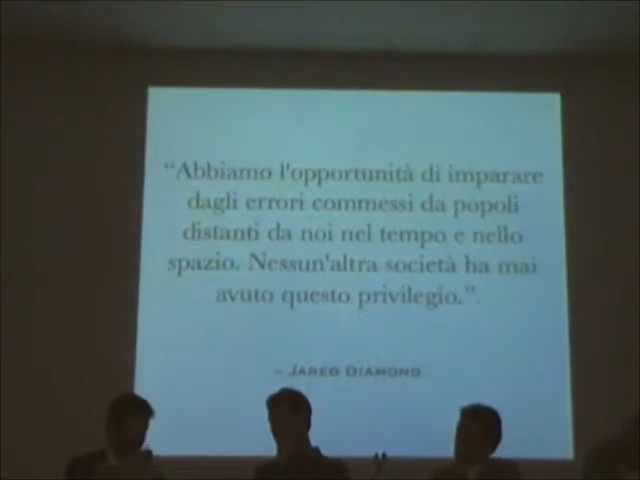 “Abbiamo l'opportunità di imparare
dagli errori commessi da popoli
distanti da noi nel tempo e nello
spazio. Nessun'altra società ha mai
avuto questo privilegio.”.
– JARED DIAMOND